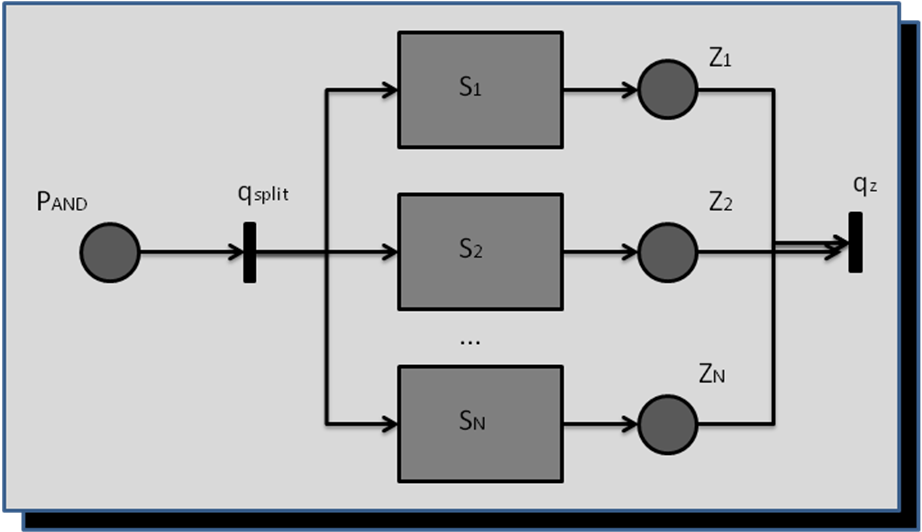 S1
Z1
PAND
qsplit
S2
Z2
qz
...
SN
ZN